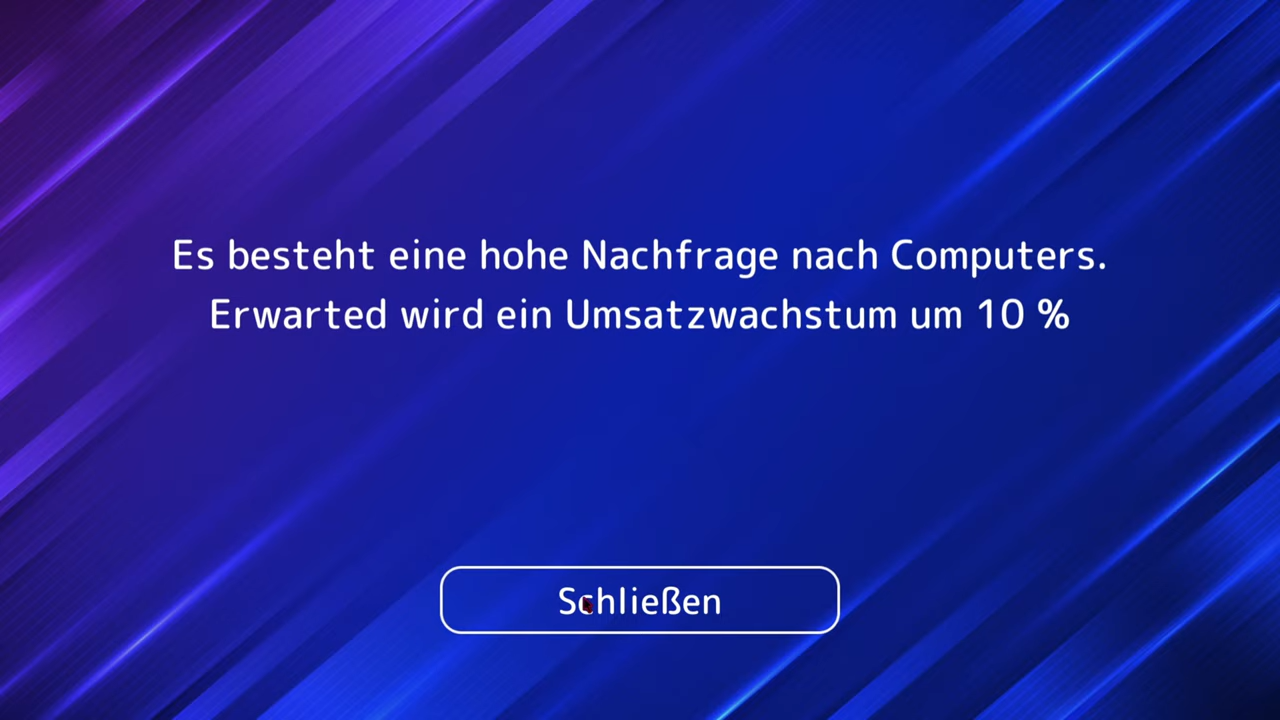 Es besteht eine hohe Nachfrage nach Computers.
Erwarted wird ein Umsatzwachstum um 10 %
Schließen